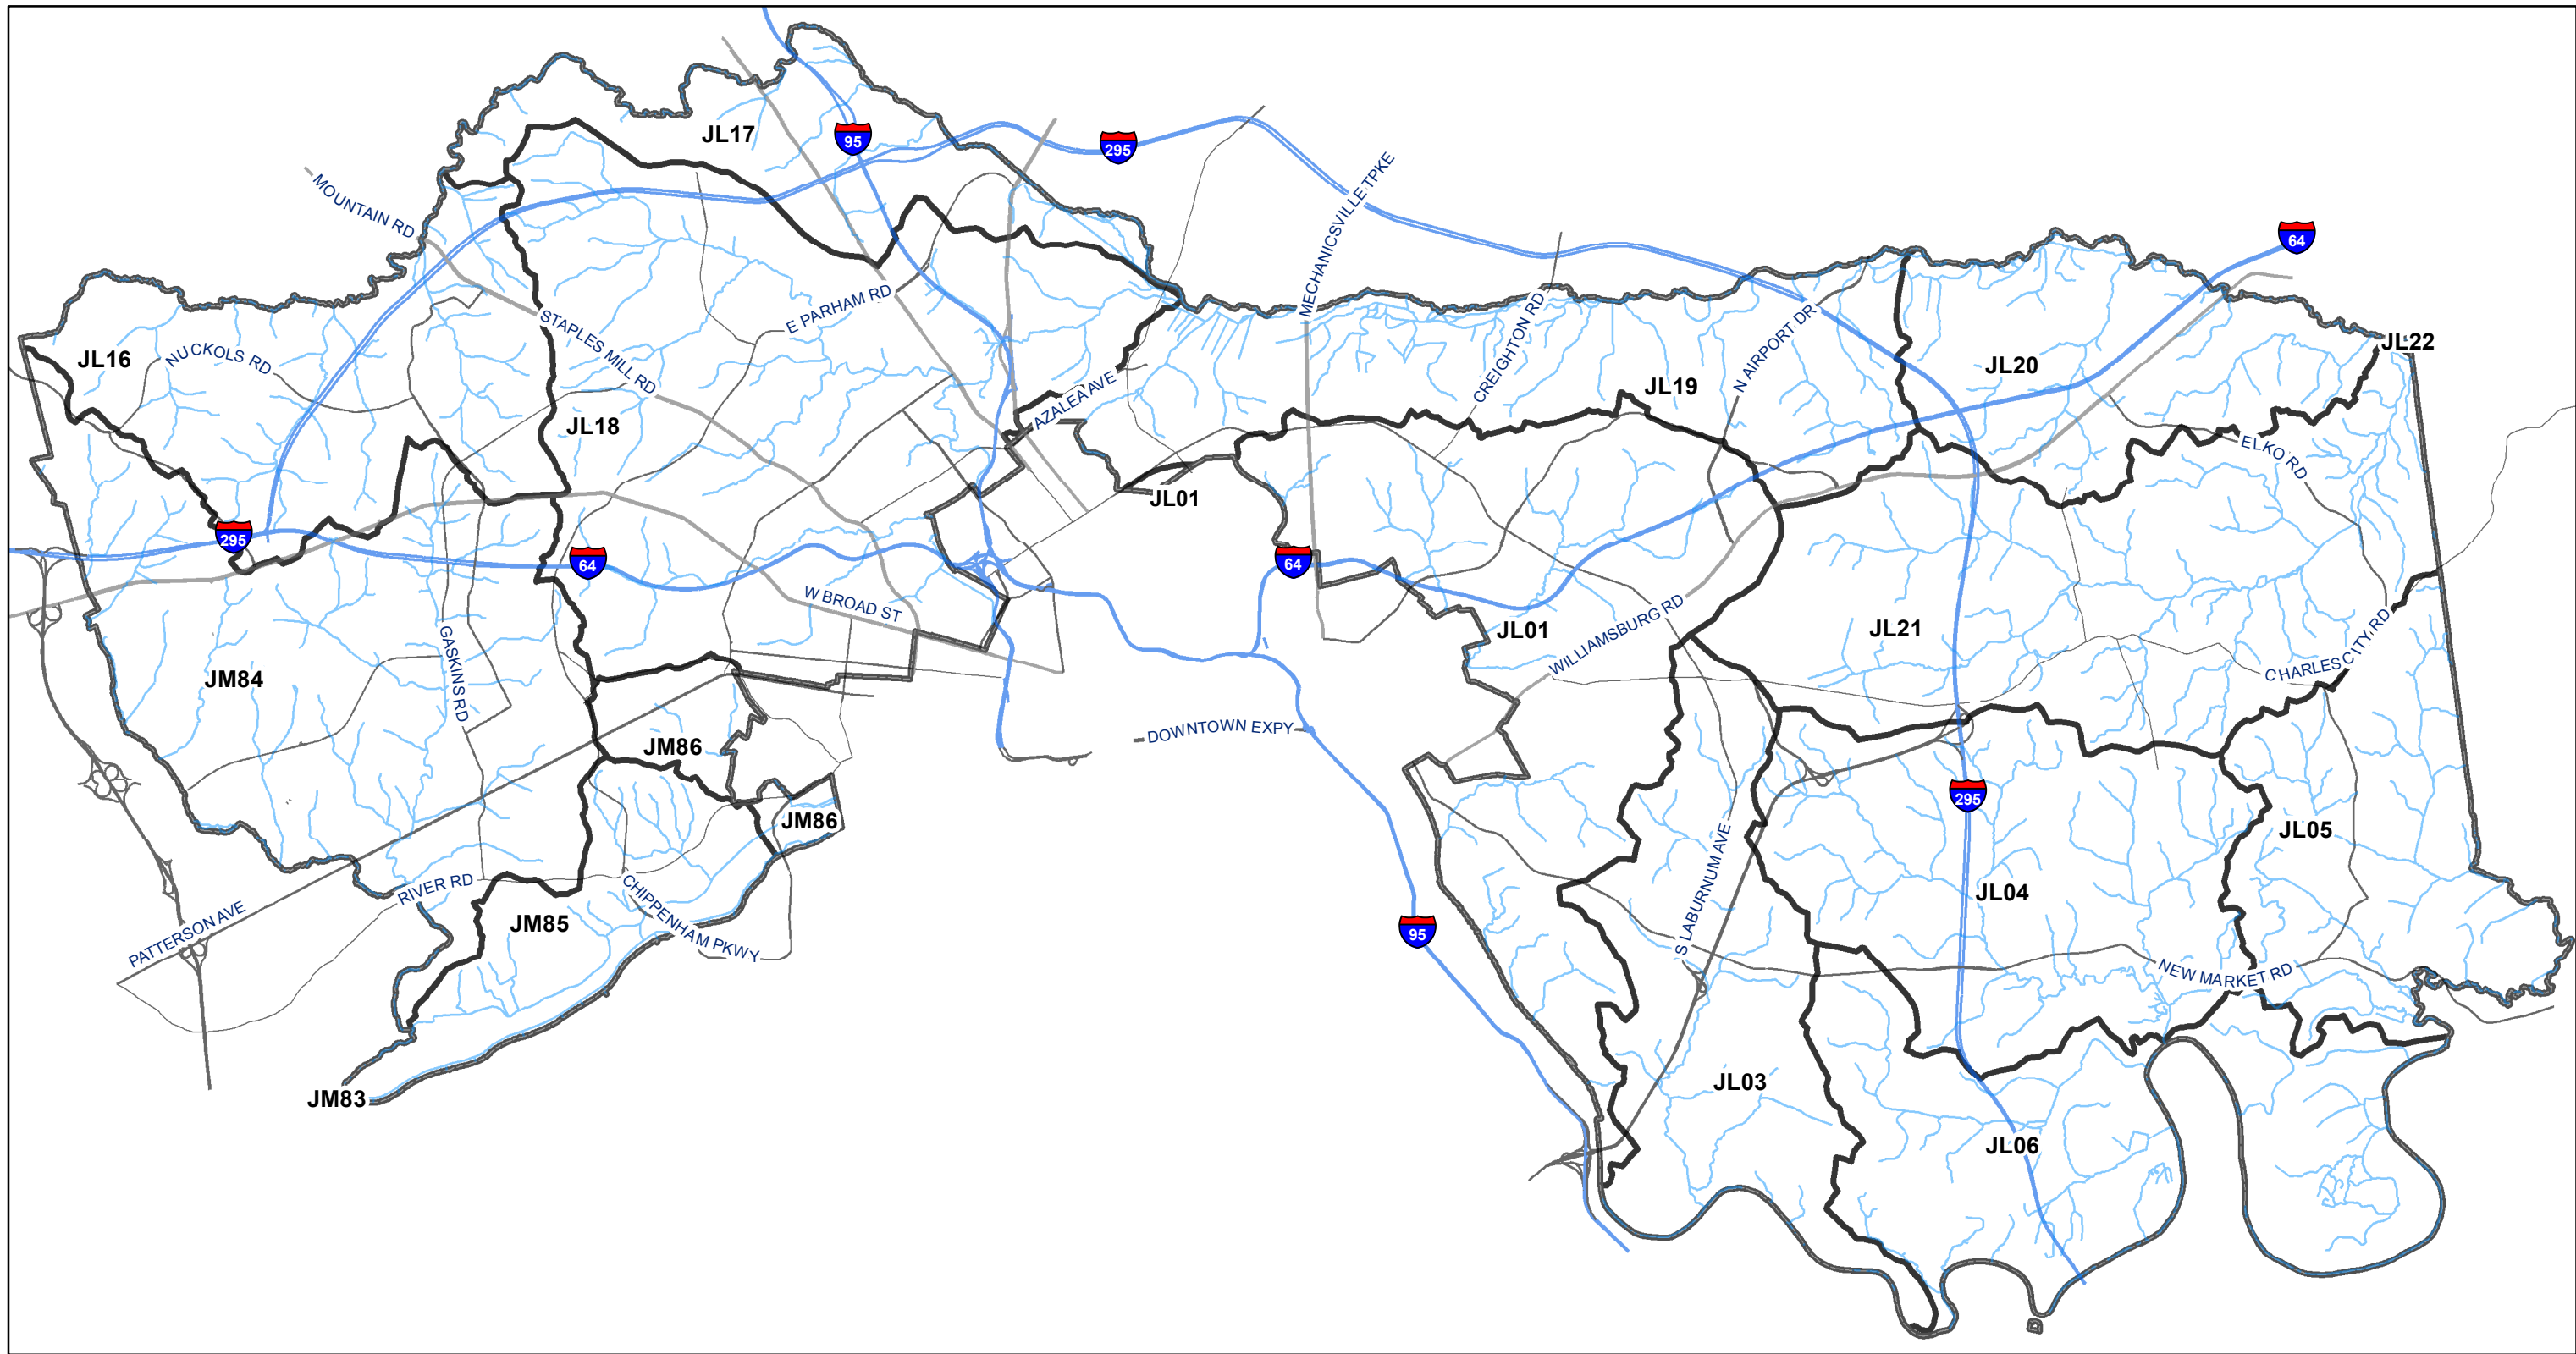 JL17
95
295
MOUNTAIN RD
MECHANICSVILLE TPKE
64
JL16
NUCKOLS RD
STAPLES MILL RD
E PARHAM RD
CREIGHTON RD
N AIRPORT DR
JL22
JL20
JL19
AZALEA AVE
JL18
ELKO RD
JL01
295
64
64
W BROAD ST
JL01
WILLIAMSBURG RD
JL21
CHARLES CITY RD
GASKINS RD
JM84
DOWNTOWN EXPY
JM86
295
JM86
JL05
S LABURNUM AVE
JL04
RIVER RD
CHIPPENHAM PKWY
JM85
PATTERSON AVE
95
NEW MARKET RD
JL03
JM83
JL06